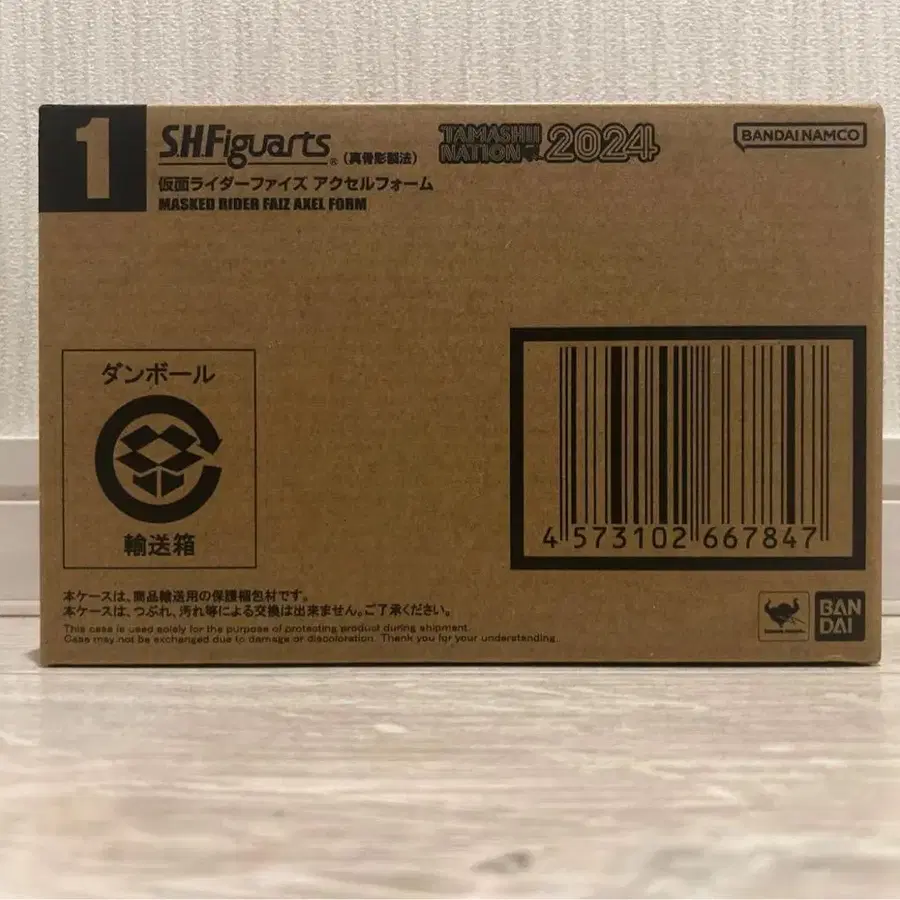 1
S.H.Figuarts® (真骨彫製法)
TAMASHII NATION 2024
BANDAI NAMCO
仮面ライダーファイズ アクセルフォーム
MASKED RIDER FAIZ AXEL FORM
ダンボール
輸送箱
4 573102 667847
本ケースは、商品輸送用の保護梱包材です。
本ケースは、つぶれ、汚れ等による交換は出来ません。ご了承ください。
This case is used solely for the purpose of protecting product during shipment.
Case may not be exchanged due to damage or discoloration. Thank you for your understanding.
BAN
DAI